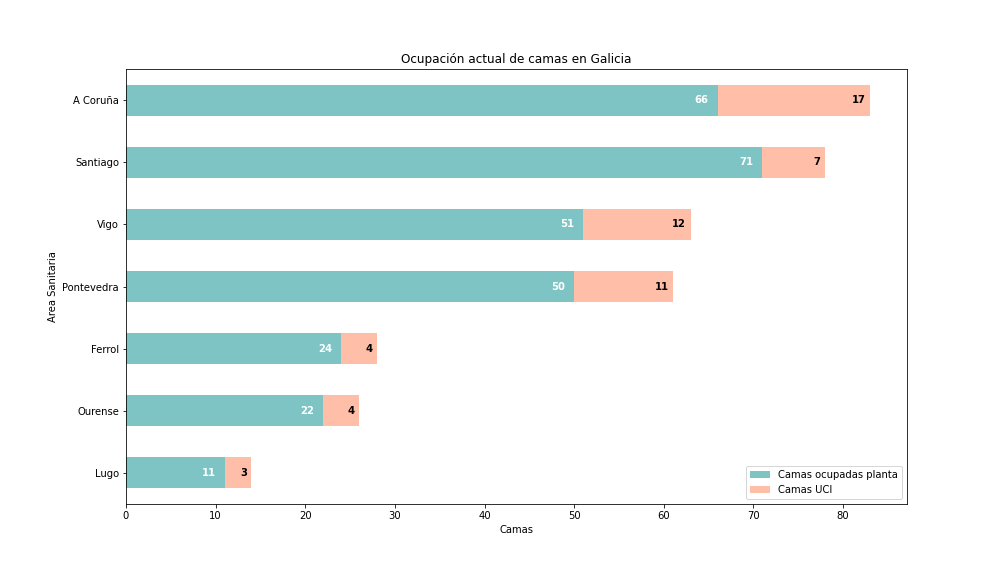 Ocupación actual de camas en Galicia
A Coruña 66 17
Santiago 71 7
Vigo 51 12
Area Sanitaria
Pontevedra 50 11
Ferrol 24 4
Ourense 22 4
Lugo 11 3
Camas ocupadas planta
Camas UCI
0 10 20 30 40 50 60 70 80
Camas